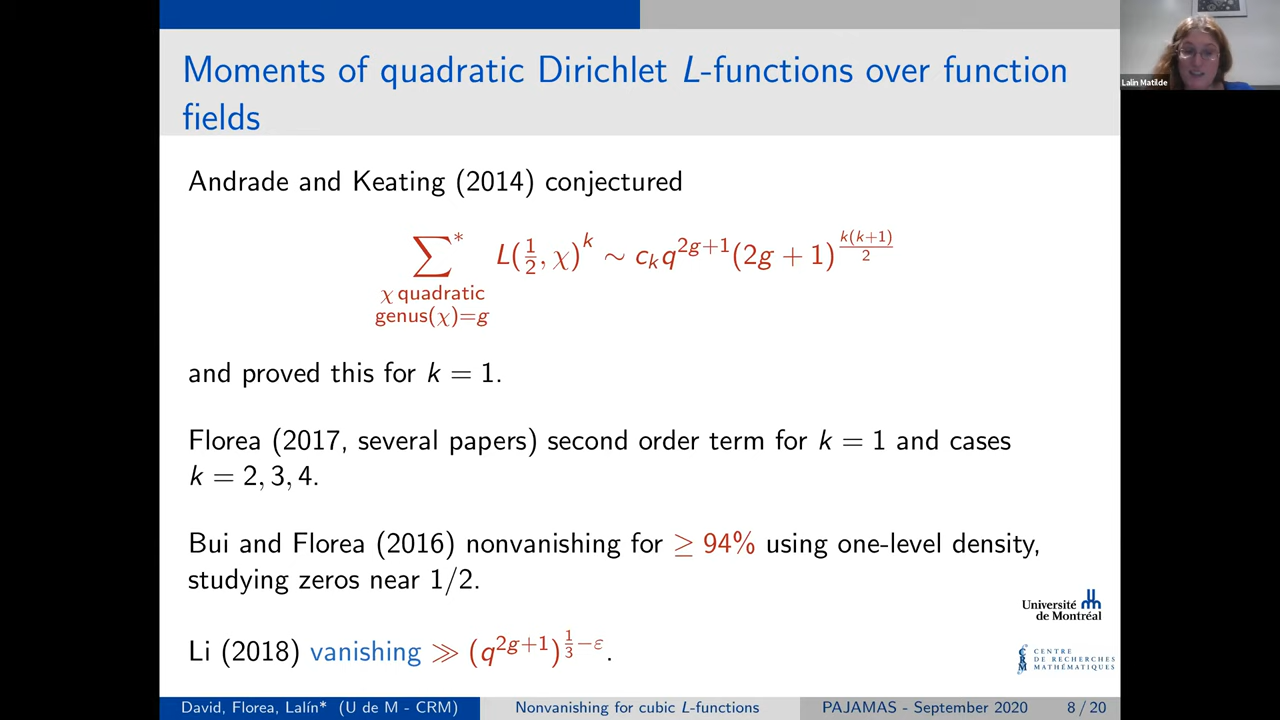 Moments of quadratic Dirichlet L-functions over function
fields
Lalín Matilde
Andrade and Keating (2014) conjectured
∑* L(1/2, χ)^k ∼ c_k q^{2g+1}(2g + 1)^{k(k+1)/2}
χ quadratic
genus(χ)=g
and proved this for k = 1.
Florea (2017, several papers) second order term for k = 1 and cases
k = 2, 3, 4.
Bui and Florea (2016) nonvanishing for ≥ 94% using one-level density,
studying zeros near 1/2.
Li (2018) vanishing ≫ (q^{2g+1})^{1/3−ε}.
Université
de Montréal
CENTRE
DE RECHERCHES
MATHÉMATIQUES
David, Florea, Lalín* (U de M - CRM) Nonvanishing for cubic L-functions PAJAMAS - September 2020 8 / 20